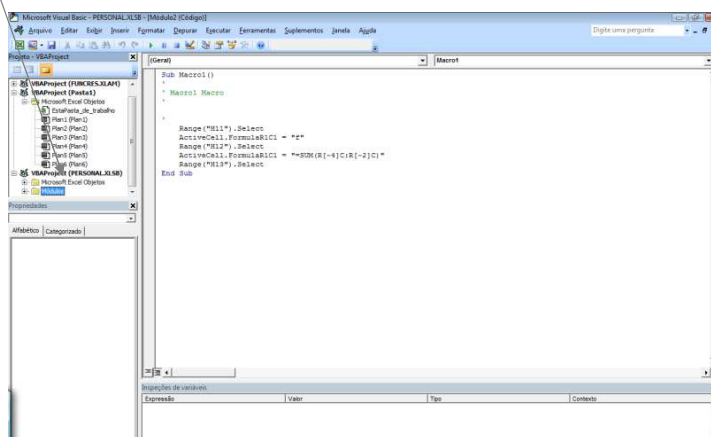 Microsoft Visual Basic - PERSONAL.XLSB - [Módulo2 (Código)]
Arquivo Editar Exibir Inserir Formatar Depurar Executar Ferramentas Suplementos Janela Ajuda
Digite uma pergunta
Projeto - VBAProject
VBAProject (FUNCRES.XLAM)
VBAProject (Pasta1)
Microsoft Excel Objetos
EstaPasta_de_trabalho
Plan1 (Plan1)
Plan2 (Plan2)
Plan3 (Plan3)
Plan4 (Plan4)
Plan5 (Plan5)
Plan6 (Plan6)
VBAProject (PERSONAL.XLSB)
Microsoft Excel Objetos
Módulos
Propriedades
Alfabético Categorizado
(Geral) Macro1
Sub Macro1()
'
' Macro1 Macro
'

'
Range("H11").Select
ActiveCell.FormulaR1C1 = "f"
Range("H12").Select
ActiveCell.FormulaR1C1 = "=SUM(R[-4]C:R[-2]C)"
Range("H13").Select
End Sub
Inspeções de variáveis
Expressão Valor Tipo Contexto